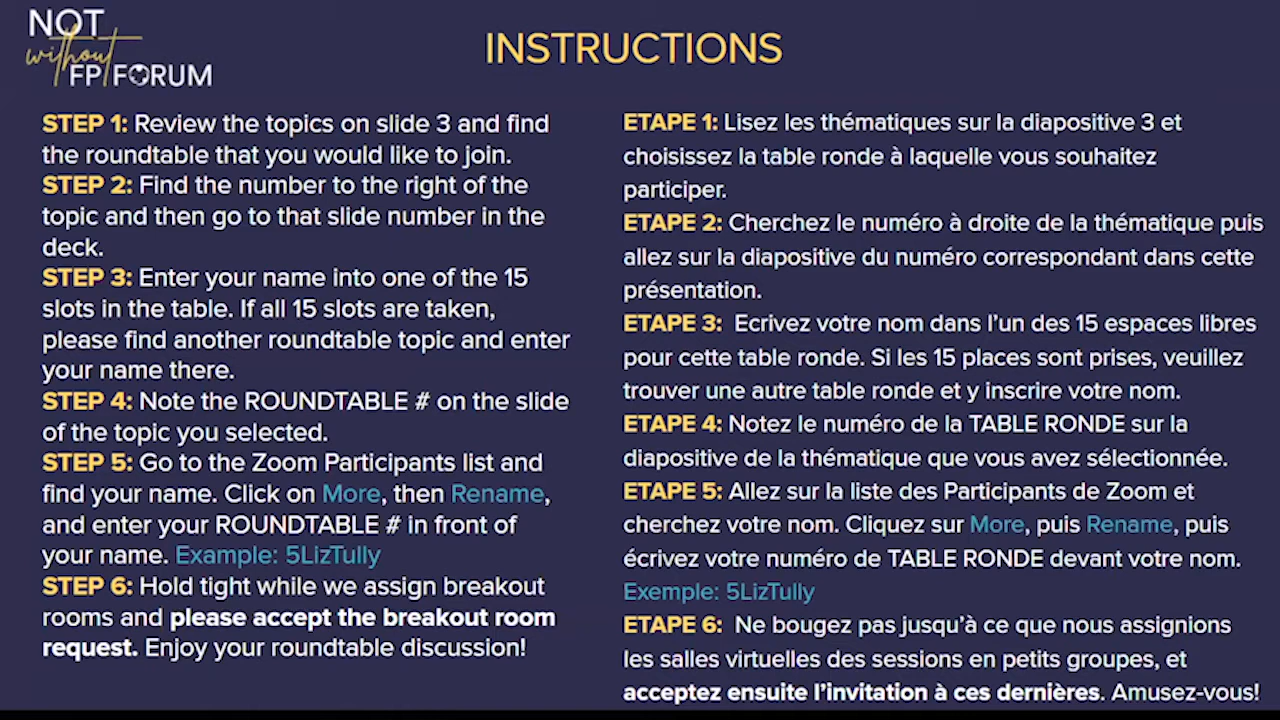 NOT
without
FP FORUM
INSTRUCTIONS
STEP 1: Review the topics on slide 3 and find
the roundtable that you would like to join.
STEP 2: Find the number to the right of the
topic and then go to that slide number in the
deck.
STEP 3: Enter your name into one of the 15
slots in the table. If all 15 slots are taken,
please find another roundtable topic and enter
your name there.
STEP 4: Note the ROUNDTABLE # on the slide
of the topic you selected.
STEP 5: Go to the Zoom Participants list and
find your name. Click on More, then Rename,
and enter your ROUNDTABLE # in front of
your name. Example: 5LizTully
STEP 6: Hold tight while we assign breakout
rooms and please accept the breakout room
request. Enjoy your roundtable discussion!
ETAPE 1: Lisez les thématiques sur la diapositive 3 et
choisissez la table ronde à laquelle vous souhaitez
participer.
ETAPE 2: Cherchez le numéro à droite de la thématique puis
allez sur la diapositive du numéro correspondant dans cette
présentation.
ETAPE 3: Ecrivez votre nom dans l'un des 15 espaces libres
pour cette table ronde. Si les 15 places sont prises, veuillez
trouver une autre table ronde et y inscrire votre nom.
ETAPE 4: Notez le numéro de la TABLE RONDE sur la
diapositive de la thématique que vous avez sélectionnée.
ETAPE 5: Allez sur la liste des Participants de Zoom et
cherchez votre nom. Cliquez sur More, puis Rename, puis
écrivez votre numéro de TABLE RONDE devant votre nom.
Exemple: 5LizTully
ETAPE 6: Ne bougez pas jusqu'à ce que nous assignions
les salles virtuelles des sessions en petits groupes, et
acceptez ensuite l'invitation à ces dernières. Amusez-vous!